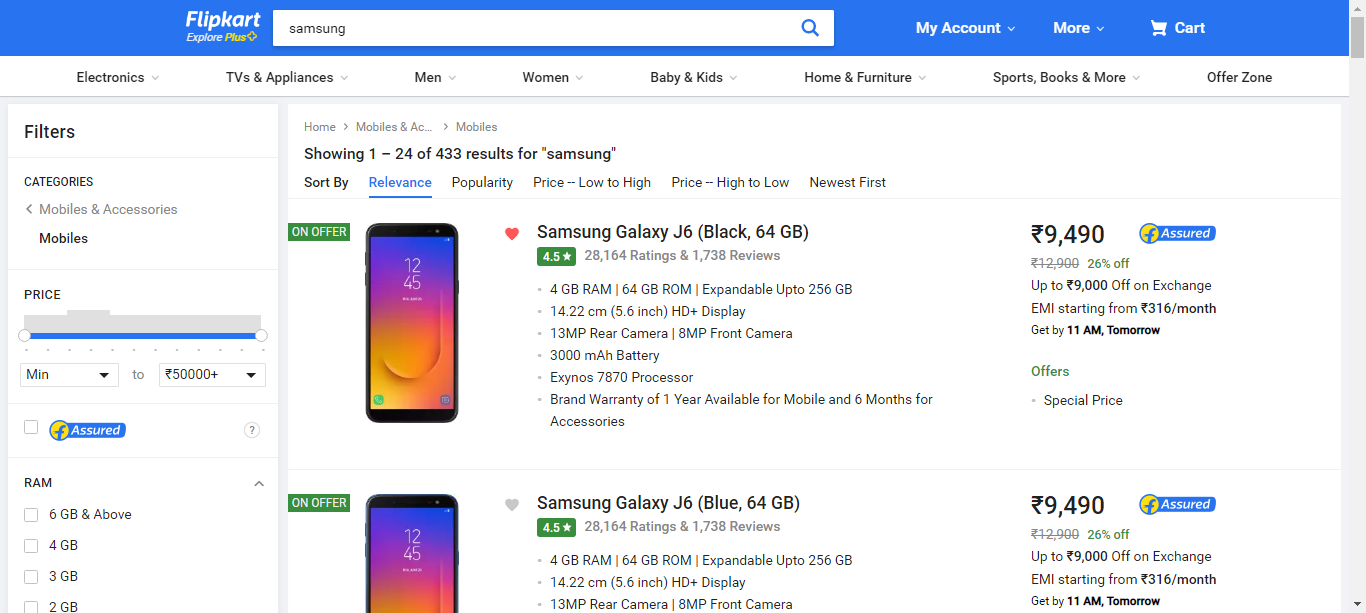 Flipkart
Explore Plus
samsung
My Account
More
Cart
Electronics
TVs & Appliances
Men
Women
Baby & Kids
Home & Furniture
Sports, Books & More
Offer Zone
Filters
CATEGORIES
Mobiles & Accessories
Mobiles
PRICE
Min
to
₹50000+
f Assured
?
RAM
6 GB & Above
4 GB
3 GB
2 GB
Home > Mobiles & Ac... > Mobiles
Showing 1 – 24 of 433 results for "samsung"
Sort By Relevance Popularity Price -- Low to High Price -- High to Low Newest First
ON OFFER
12
45
Samsung Galaxy J6 (Black, 64 GB)
4.5★ 28,164 Ratings & 1,738 Reviews
4 GB RAM | 64 GB ROM | Expandable Upto 256 GB
14.22 cm (5.6 inch) HD+ Display
13MP Rear Camera | 8MP Front Camera
3000 mAh Battery
Exynos 7870 Processor
Brand Warranty of 1 Year Available for Mobile and 6 Months for
Accessories
₹9,490
f Assured
₹12,900 26% off
Up to ₹9,000 Off on Exchange
EMI starting from ₹316/month
Get by 11 AM, Tomorrow
Offers
Special Price
ON OFFER
12
45
Samsung Galaxy J6 (Blue, 64 GB)
4.5★ 28,164 Ratings & 1,738 Reviews
4 GB RAM | 64 GB ROM | Expandable Upto 256 GB
14.22 cm (5.6 inch) HD+ Display
13MP Rear Camera | 8MP Front Camera
₹9,490
f Assured
₹12,900 26% off
Up to ₹9,000 Off on Exchange
EMI starting from ₹316/month
Get by 11 AM, Tomorrow